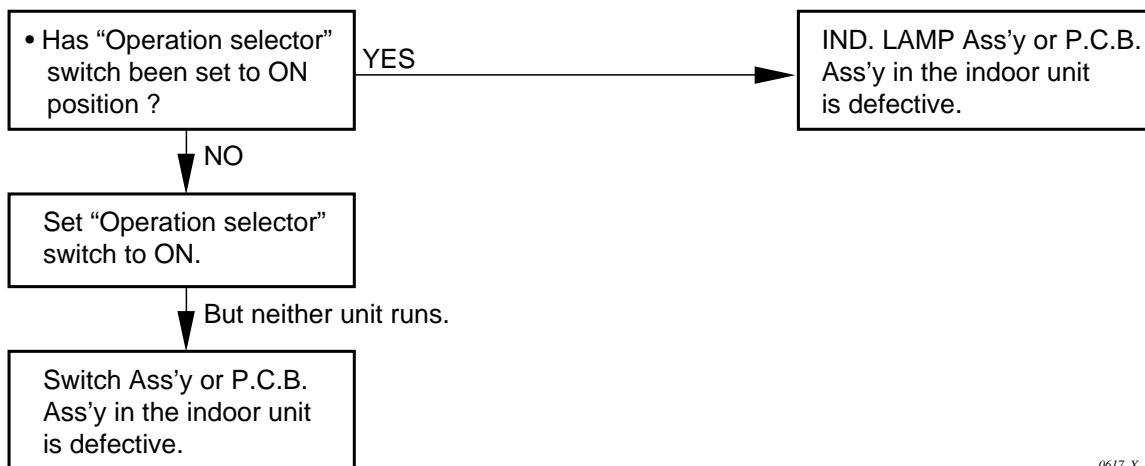 • Has “Operation selector”
switch been set to ON
position ?
YES
IND. LAMP Ass'y or P.C.B.
Ass'y in the indoor unit
is defective.
NO
Set “Operation selector”
switch to ON.
But neither unit runs.
Switch Ass'y or P.C.B.
Ass'y in the indoor unit
is defective.